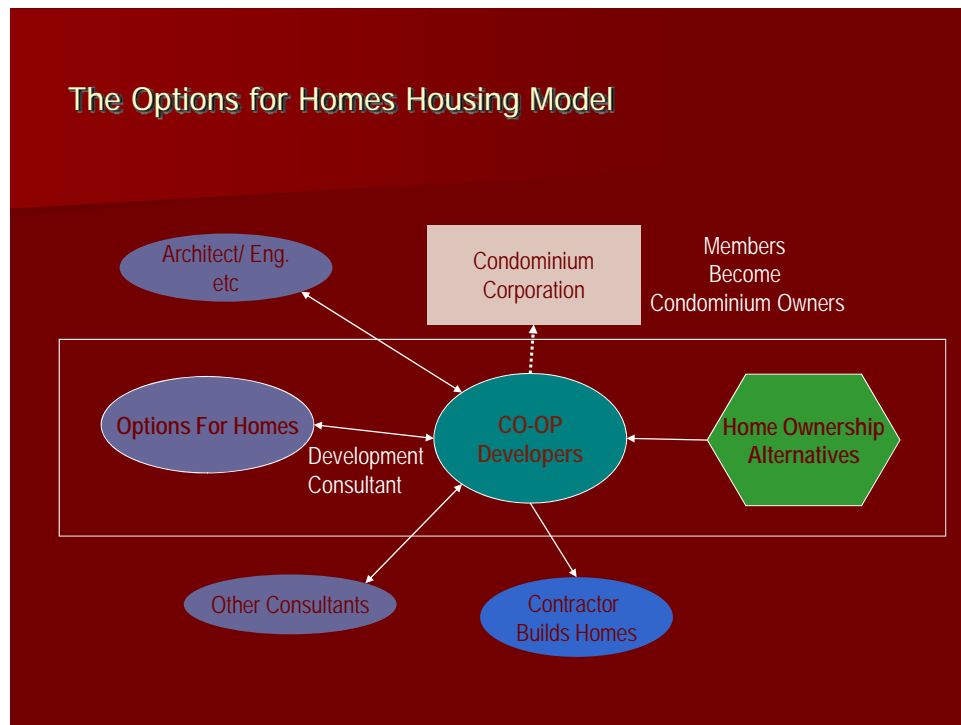 The Options for Homes Housing Model
Architect/ Eng.
etc
Condominium
Corporation
Members
Become
Condominium Owners
Options For Homes
Development
Consultant
CO-OP
Developers
Home Ownership
Alternatives
Other Consultants
Contractor
Builds Homes